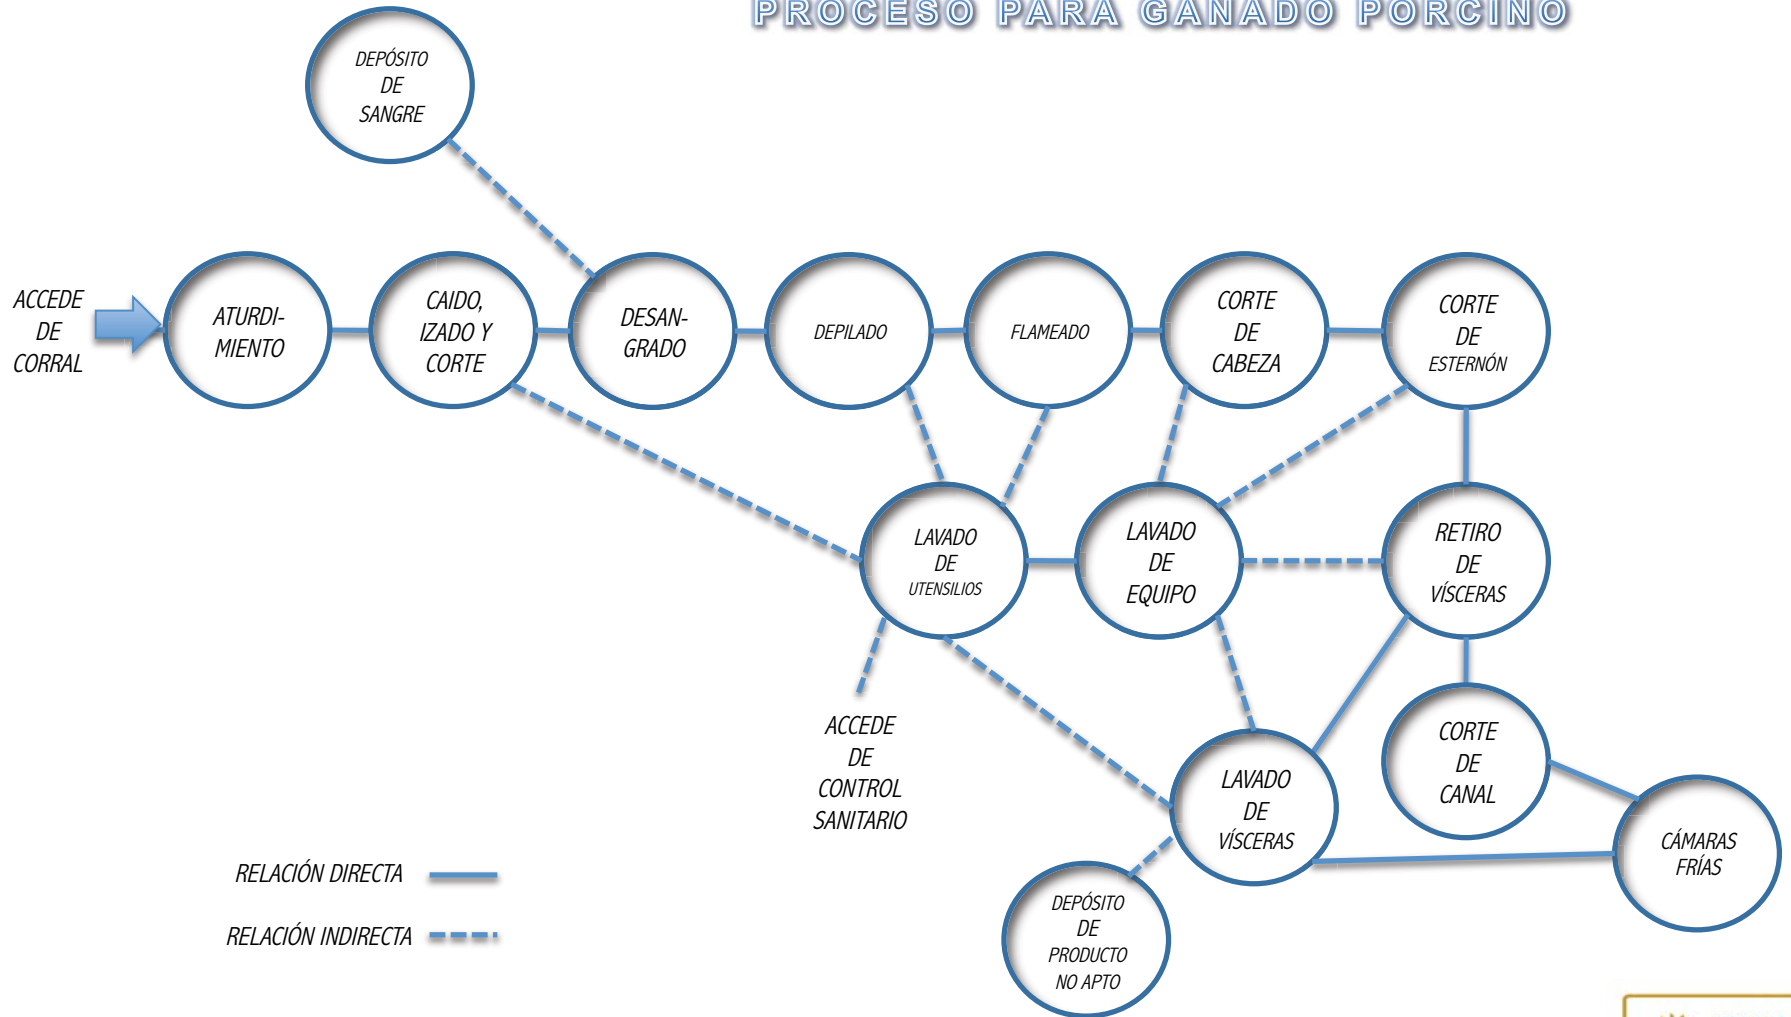 PROCESO PARA GANADO PORCINO
DEPÓSITO
DE
SANGRE
ACCEDE
DE
CORRAL
ATURDI-
MIENTO
CAIDO,
IZADO Y
CORTE
DESAN-
GRADO
DEPILADO
FLAMEADO
CORTE
DE
CABEZA
CORTE
DE
ESTERNÓN
LAVADO
DE
UTENSILIOS
LAVADO
DE
EQUIPO
RETIRO
DE
VÍSCERAS
ACCEDE
DE
CONTROL
SANITARIO
LAVADO
DE
VÍSCERAS
CORTE
DE
CANAL
CÁMARAS
FRÍAS
DEPÓSITO
DE
PRODUCTO
NO APTO
RELACIÓN DIRECTA
RELACIÓN INDIRECTA